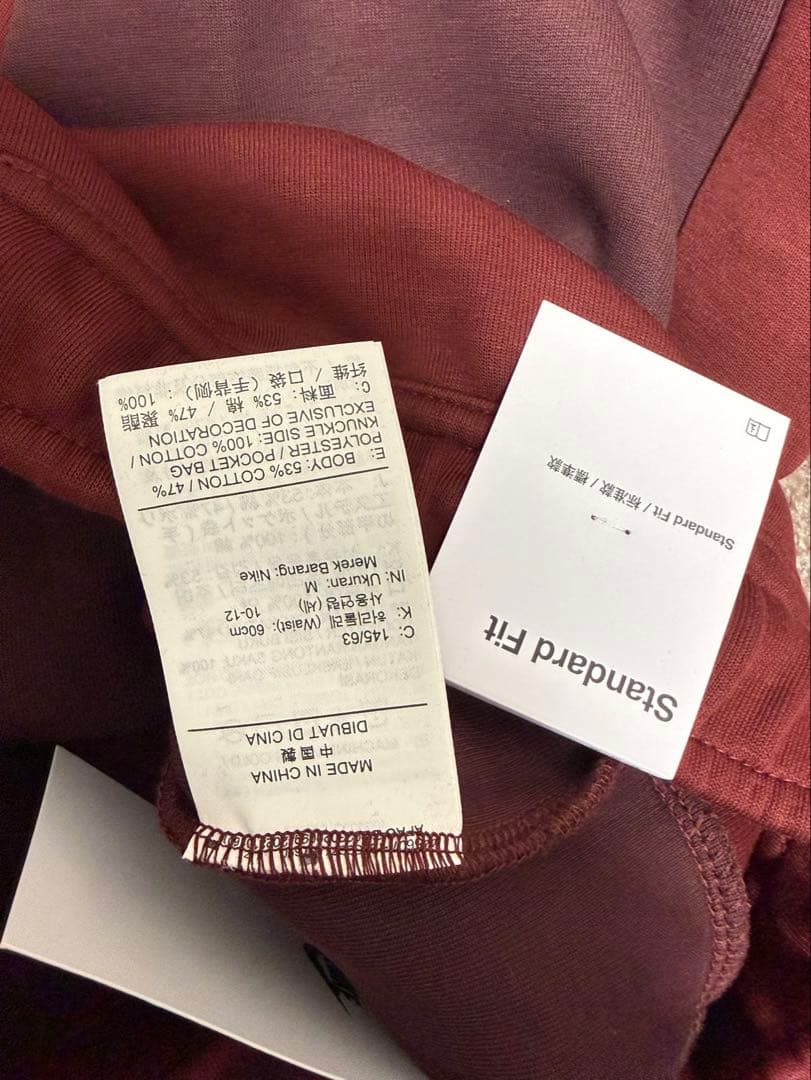 MADE IN CHINA
中国製
DIBUAT DI CINA
C: 145/63
K: 허리둘레 (Waist): 60cm
사용연령(세) 10-12
IN: Ukuran: M
Merek Barang: Nike
E: BODY: 53% COTTON / 47%
POLYESTER / POCKET BAG
KNUCKLE SIDE: 100% COTTON /
EXCLUSIVE OF DECORATION
C: 面料: 53% 棉 / 47% 聚酯
纤维 / 口袋 (手背侧) : 100%
Standard Fit
Standard Fit / 标准款 / 標準款